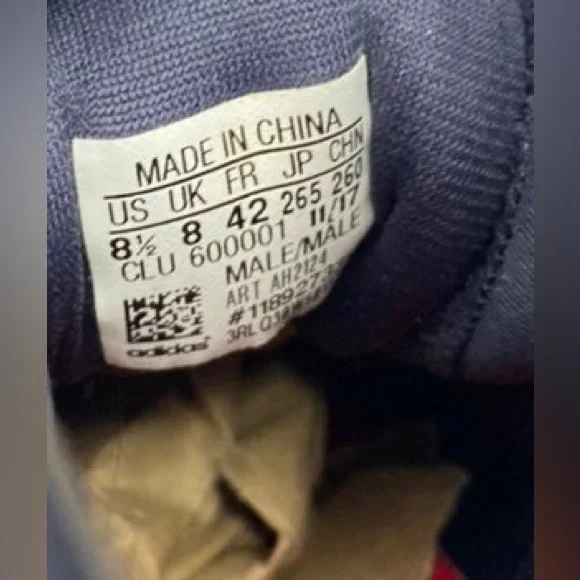 MADE IN CHINA
US UK FR JP CHN
8½ 8 42 265 260
CLU 600001 11/17
MALE/MALE
ART AH2124
adidas